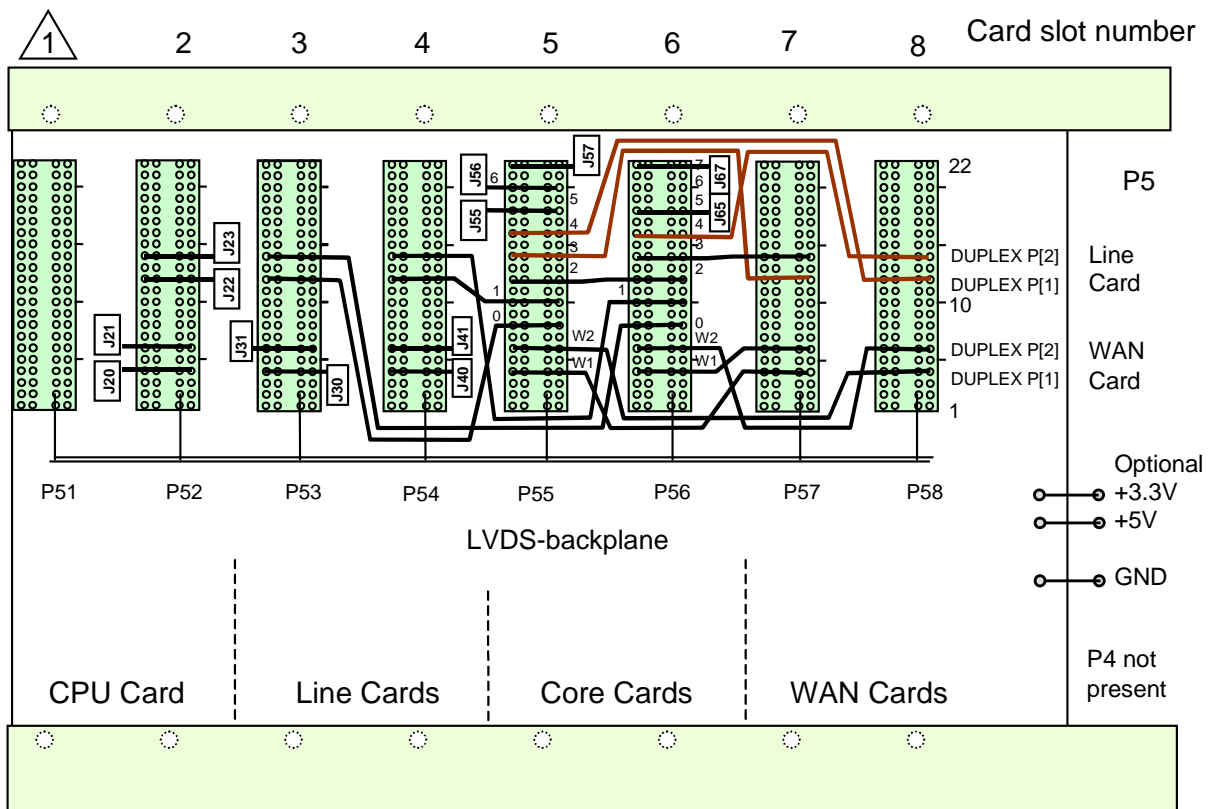 1 2 3 4 5 6 7 8 Card slot number
J57
J56
J67
22
P5
6
7
6
5
5
J55
J65
4
4
J23
3
3
DUPLEX P[2]
Line
Card
J22
2
2
DUPLEX P[1]
1
1
10
0
0
J21
J31
J41
W2
W2
DUPLEX P[2]
WAN
Card
J20
J30
J40
W1
W1
DUPLEX P[1]
1
P51 P52 P53 P54 P55 P56 P57 P58
Optional
+3.3V
+5V
LVDS-backplane
GND
P4 not
present
CPU Card Line Cards Core Cards WAN Cards